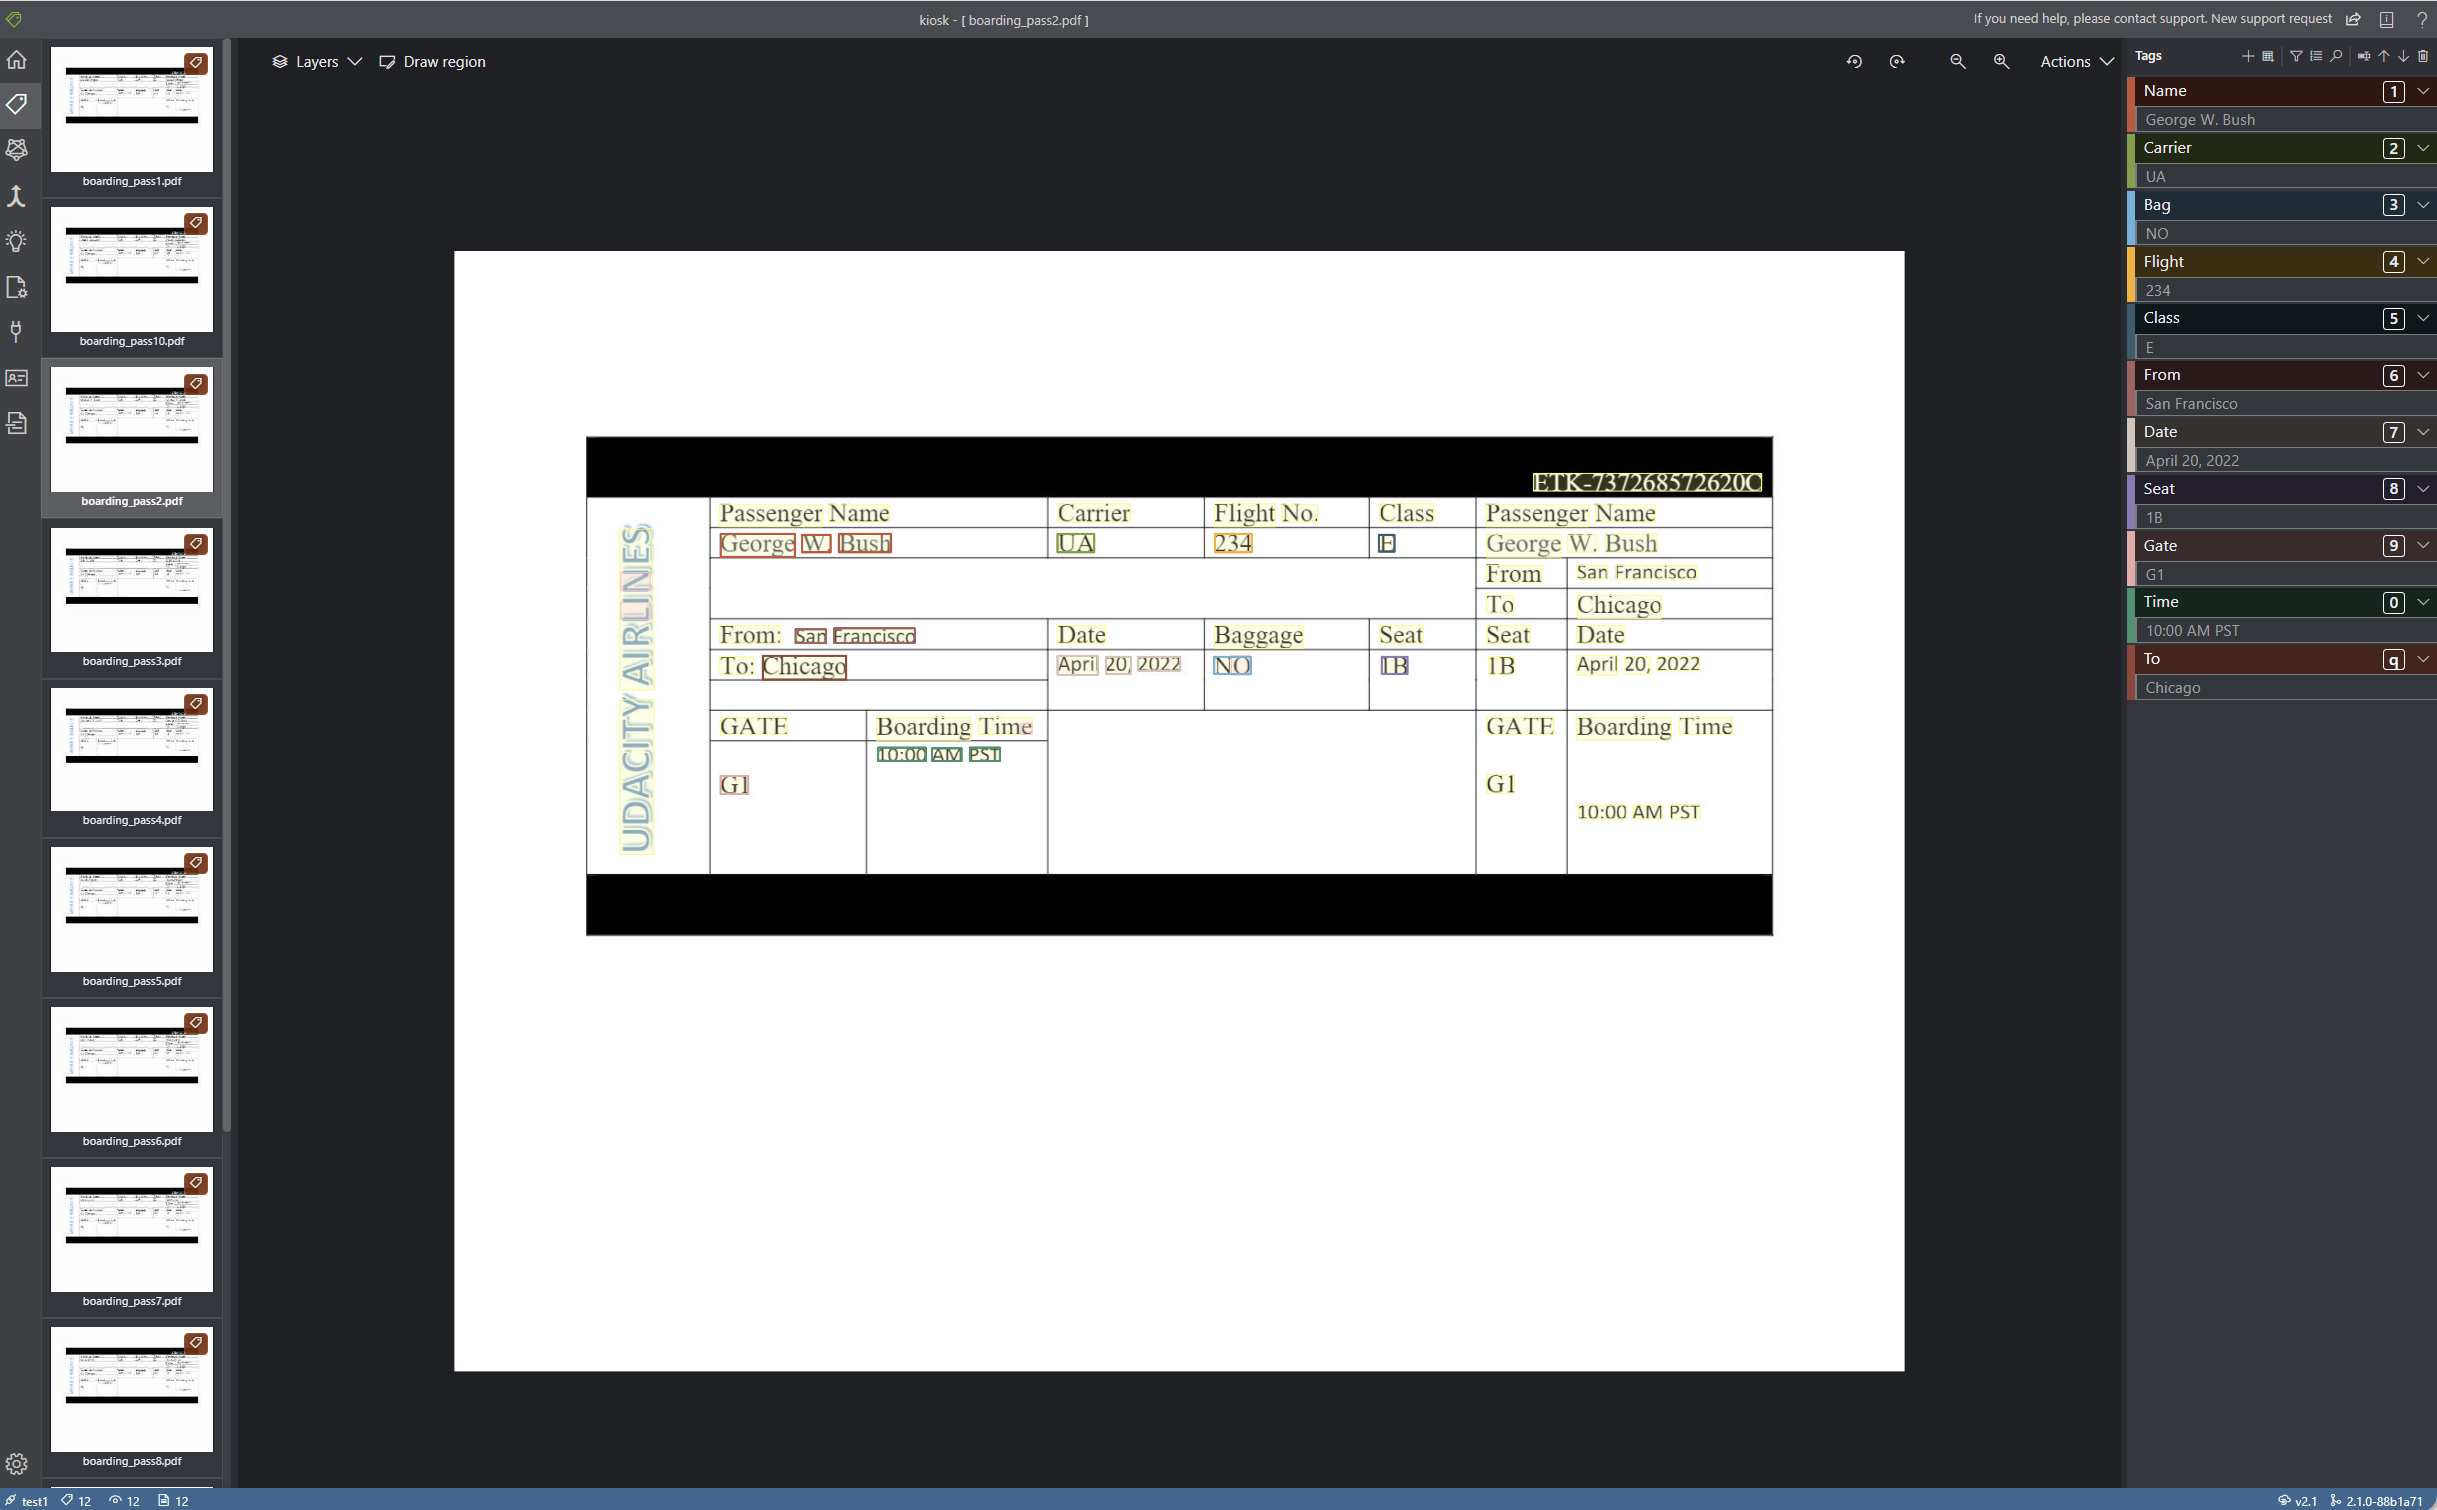 kiosk - [ boarding_pass2.pdf ]
If you need help, please contact support. New support request
Layers
Draw region
Actions
Tags
boarding_pass1.pdf
boarding_pass10.pdf
boarding_pass2.pdf
boarding_pass3.pdf
boarding_pass4.pdf
boarding_pass5.pdf
boarding_pass6.pdf
boarding_pass7.pdf
boarding_pass8.pdf
ETK-737268572620C
UDACITY AIRLINES
Passenger Name Carrier Flight No. Class Passenger Name
George W. Bush UA 234 E George W. Bush
From San Francisco
To Chicago
From: San Francisco Date Baggage Seat Seat Date
To: Chicago April 20, 2022 NO 1B 1B April 20, 2022
GATE Boarding Time GATE Boarding Time
10:00 AM PST
G1 G1
10:00 AM PST
Name 1
George W. Bush
Carrier 2
UA
Bag 3
NO
Flight 4
234
Class 5
E
From 6
San Francisco
Date 7
April 20, 2022
Seat 8
1B
Gate 9
G1
Time 0
10:00 AM PST
To q
Chicago
test1 12 12 12
v2.1 2.1.0-88b1a71